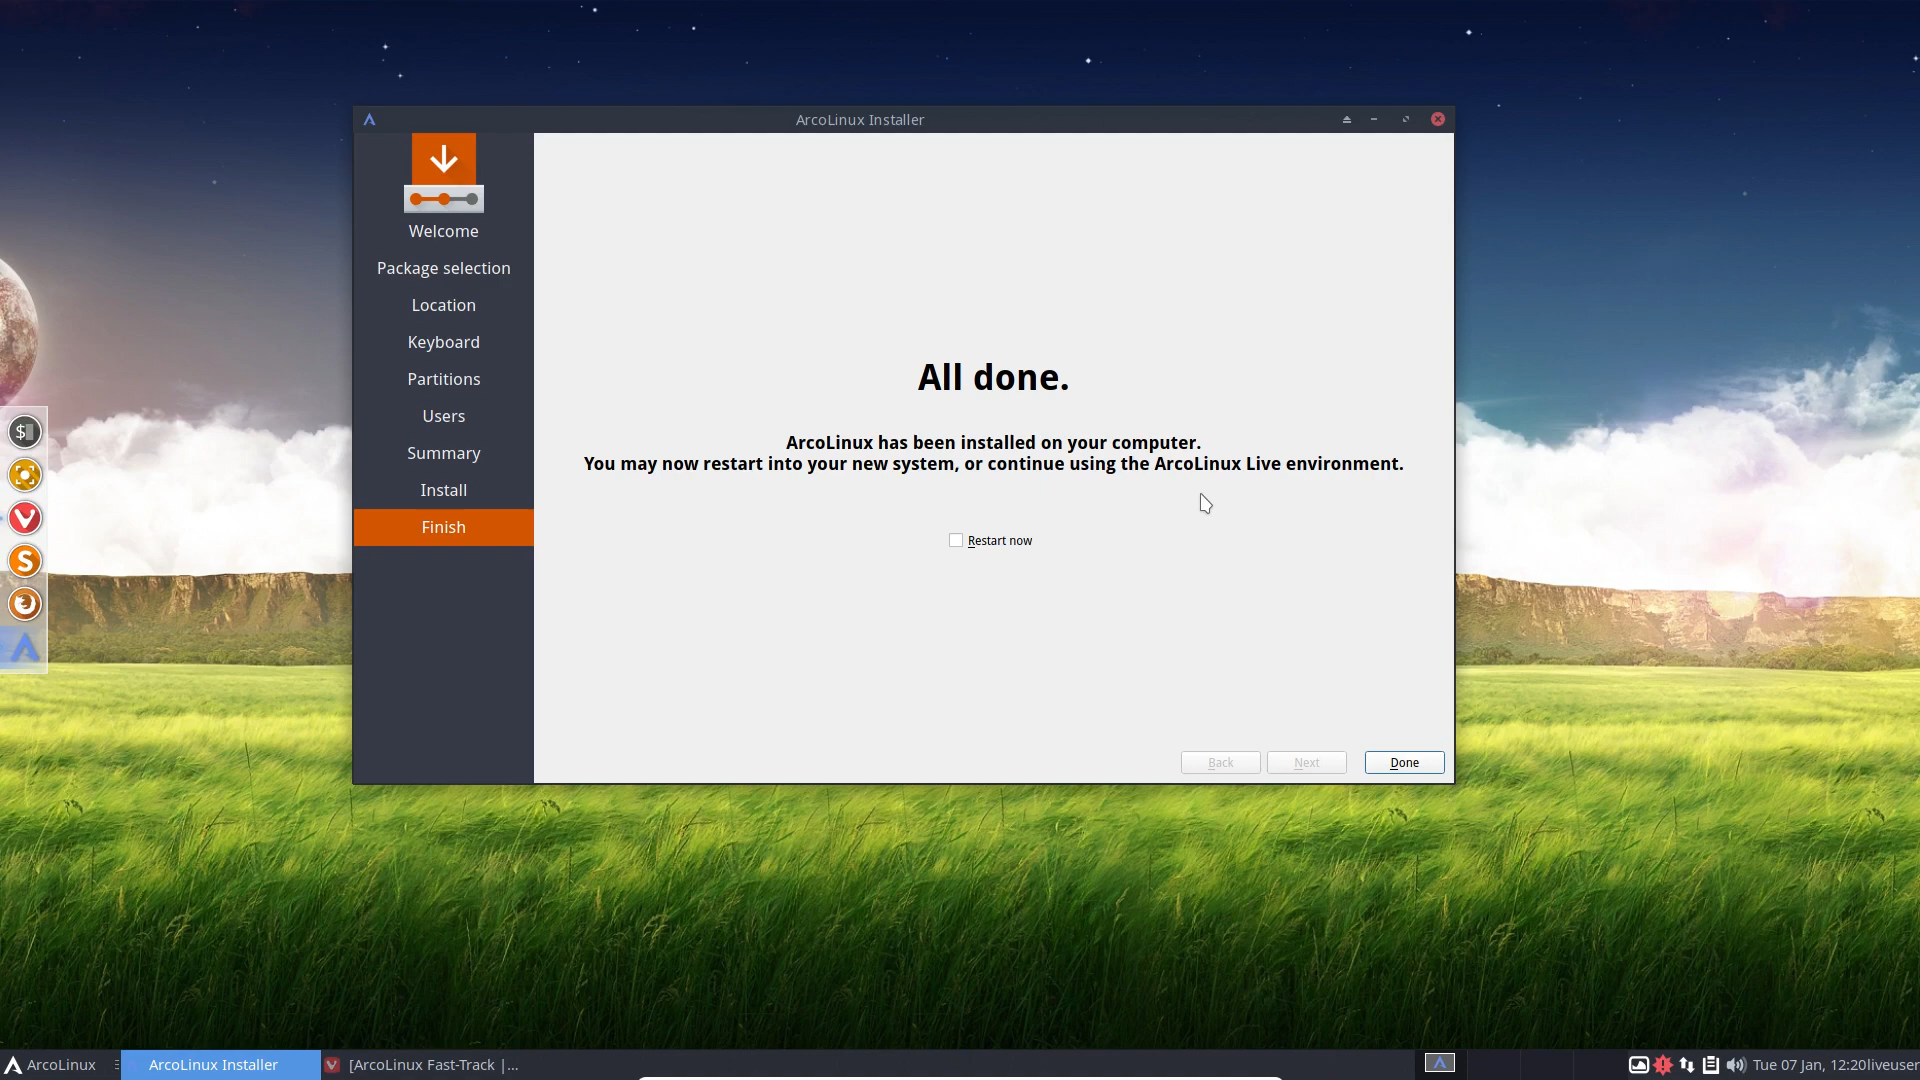 ArcoLinux Installer
Welcome
Package selection
Location
Keyboard
Partitions
Users
Summary
Install
Finish
All done.
ArcoLinux has been installed on your computer.
You may now restart into your new system, or continue using the ArcoLinux Live environment.
Restart now
Back
Next
Done
ArcoLinux
ArcoLinux Installer
[ArcoLinux Fast-Track |...
Tue 07 Jan, 12:20liveuser